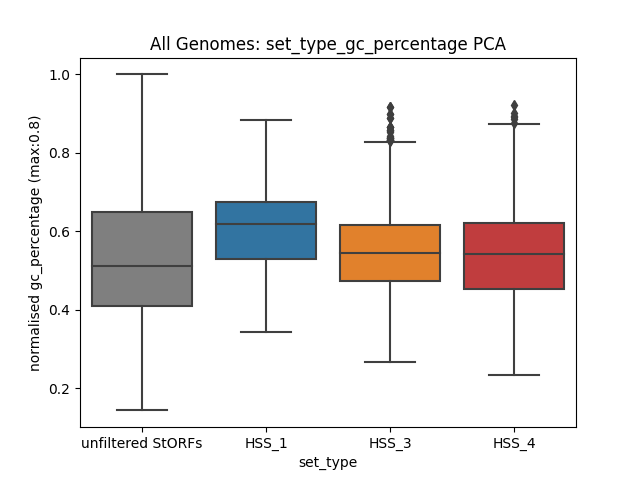 All Genomes: set_type_gc_percentage PCA
normalised gc_percentage (max:0.8)
1.0
0.8
0.6
0.4
0.2
unfiltered StORFs HSS_1 HSS_3 HSS_4
set_type